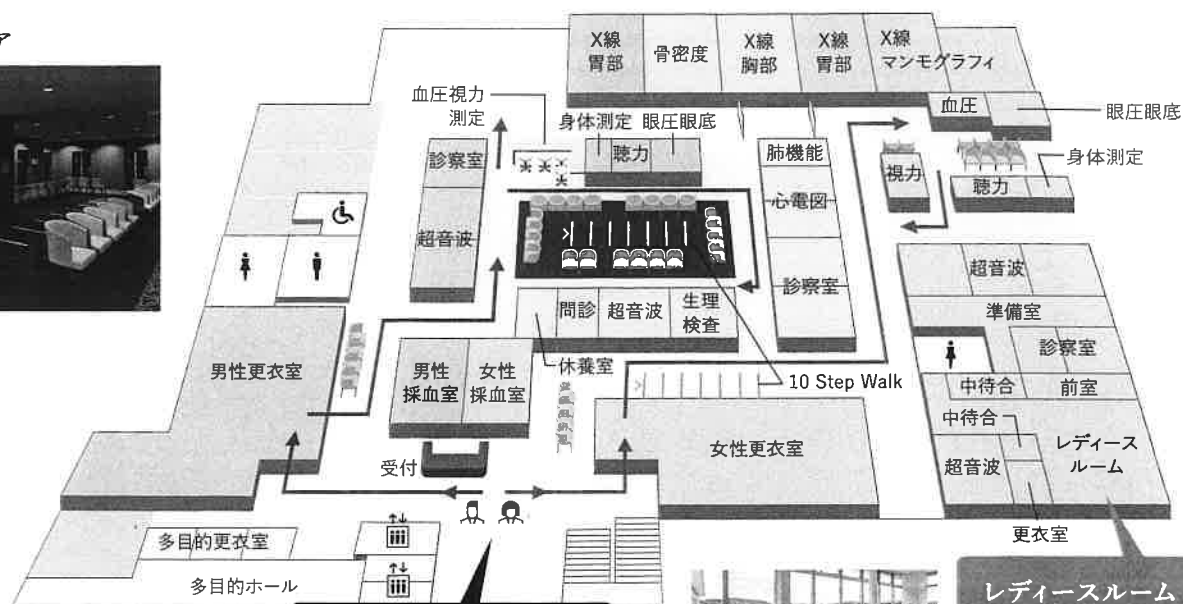 ア
X線
胃部
骨密度
X線
胸部
X線
胃部
X線
マンモグラフィ
血圧視力
測定
身体測定
眼圧眼底
血圧
眼圧眼底
診察室
聴力
肺機能
視力
聴力
身体測定
心電図
超音波
診察室
超音波
準備室
問診
超音波
生理
検査
診察室
男性更衣室
男性
採血室
女性
採血室
休養室
10 Step Walk
中待合
前室
中待合
女性更衣室
超音波
レディース
ルーム
受付
更衣室
多目的更衣室
多目的ホール
レディースルーム